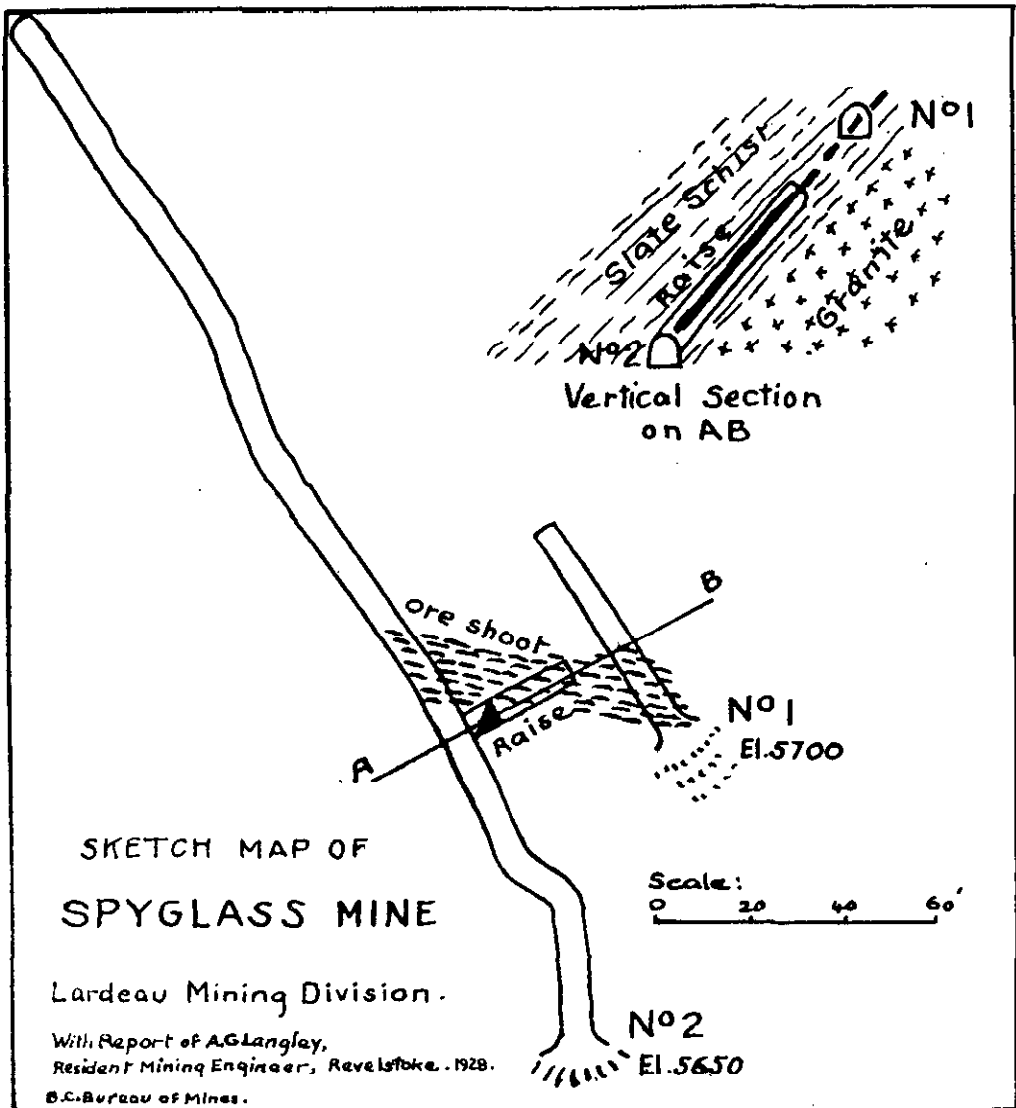 No1
Slate Schist
Raise
Granite
No2
Vertical Section
on AB
B
ore shoot
Raise
A
No1
El.5700
SKETCH MAP OF
SPYGLASS MINE
Scale:
0 20 40 60'
Lardeau Mining Division.
With Report of A.G Langley,
Resident Mining Engineer, Revelstoke. 1928.
B.C. Bureau of Mines.
No2
El.5650